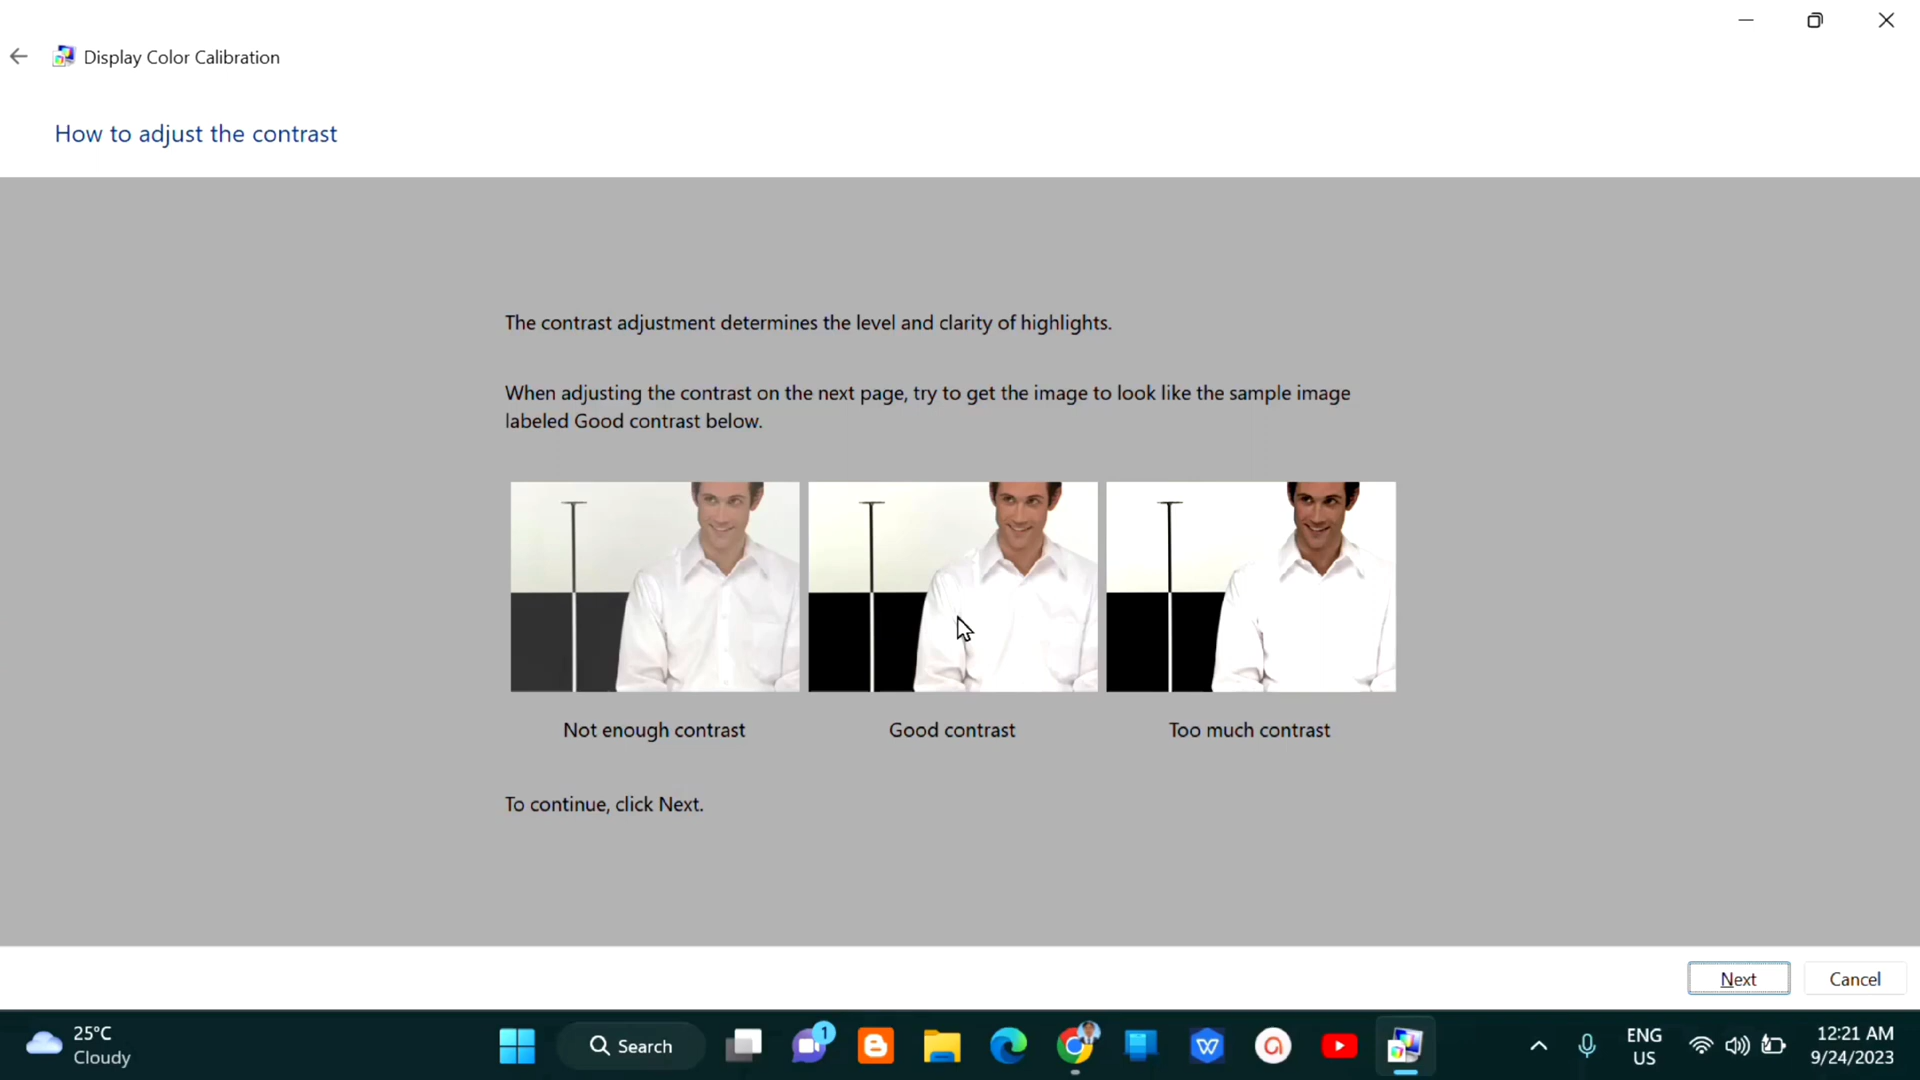 Display Color Calibration
How to adjust the contrast
The contrast adjustment determines the level and clarity of highlights.
When adjusting the contrast on the next page, try to get the image to look like the sample image
labeled Good contrast below.
Not enough contrast
Good contrast
Too much contrast
To continue, click Next.
Next
Cancel
25°C
Cloudy
Search
1
ENG
US
12:21 AM
9/24/2023